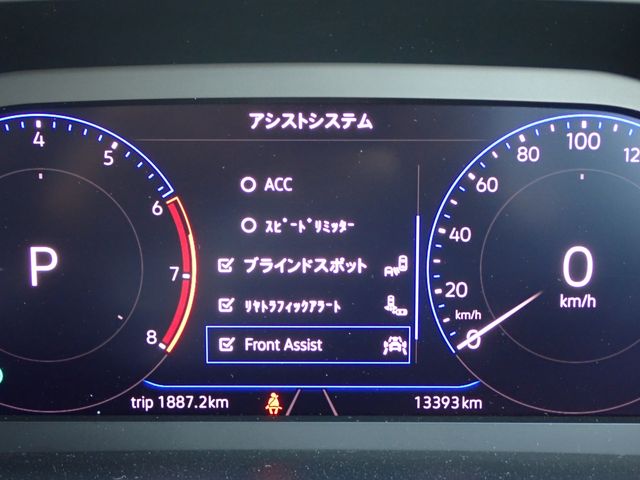 アシストシステム
4
5
6
7
8
P
ACC
ｽﾋﾟｰﾄﾞﾘﾐｯﾀｰ
ブラインドスポット
ﾘﾔﾄﾗﾌｨｯｸｱﾗｰﾄ
Front Assist
0
20
40
60
80
100
12
km/h
0
km/h
trip 1887.2km
13393km